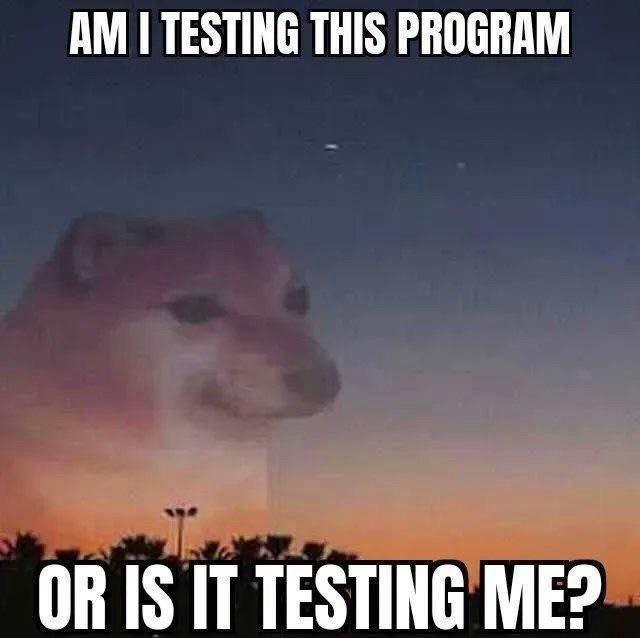 AM I TESTING THIS PROGRAM
OR IS IT TESTING ME?